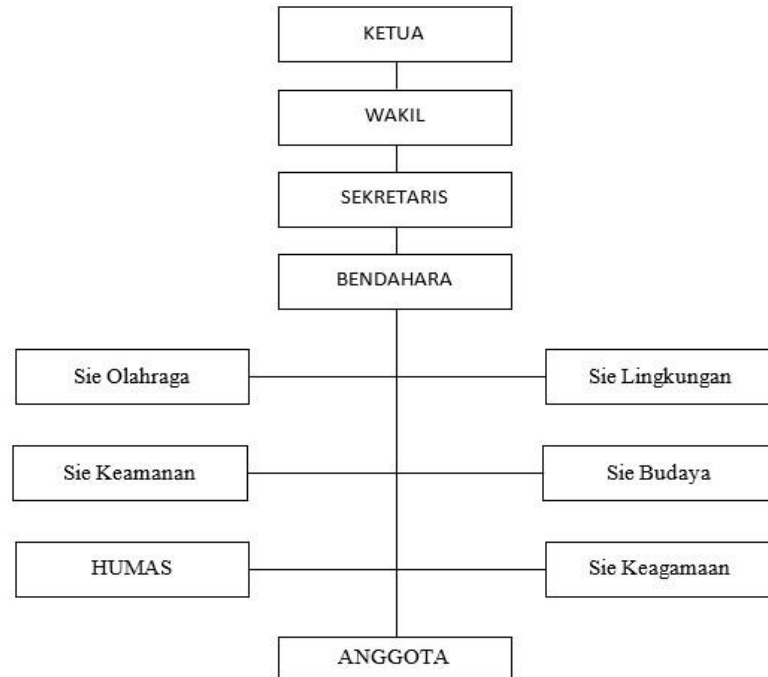 KETUA
WAKIL
SEKRETARIS
BENDAHARA
Sie Olahraga
Sie Lingkungan
Sie Keamanan
Sie Budaya
HUMAS
Sie Keagamaan
ANGGOTA